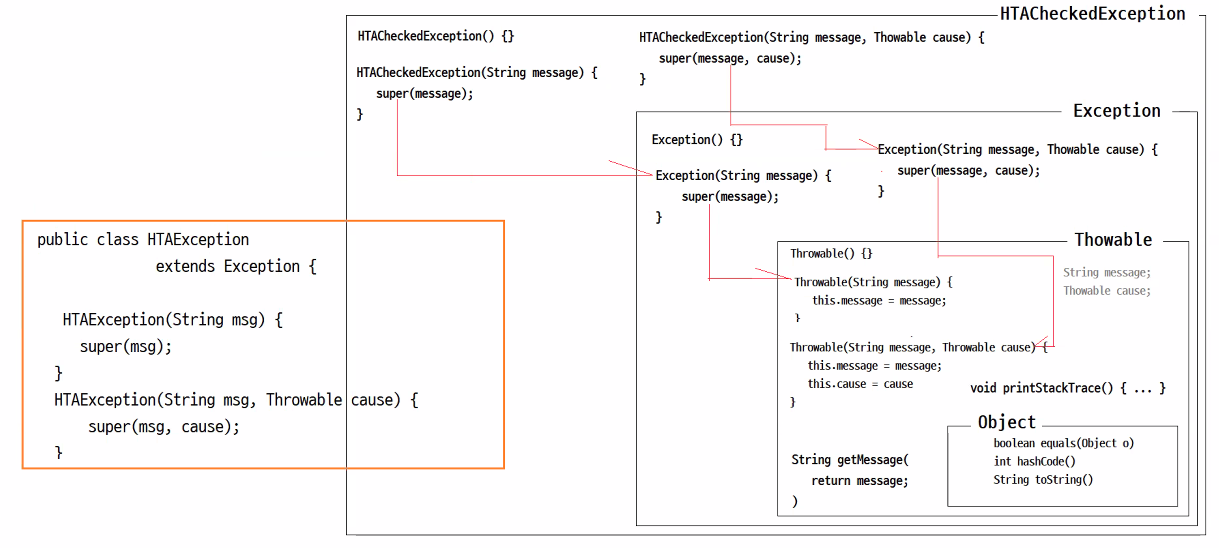 HTACheckedException
HTACheckedException() {}
HTACheckedException(String message) {
super(message);
}
HTACheckedException(String message, Thowable cause) {
super(message, cause);
}
Exception
Exception() {}
Exception(String message) {
super(message);
}
Exception(String message, Thowable cause) {
super(message, cause);
}
public class HTAException
extends Exception {
HTAException(String msg) {
super(msg);
}
HTAException(String msg, Throwable cause) {
super(msg, cause);
}
Thowable
Throwable() {}
String message;
Thowable cause;
Throwable(String message) {
this.message = message;
}
Throwable(String message, Throwable cause) {
this.message = message;
this.cause = cause
}
void printStackTrace() { ... }
String getMessage(
return message;
)
Object
boolean equals(Object o)
int hashCode()
String toString()